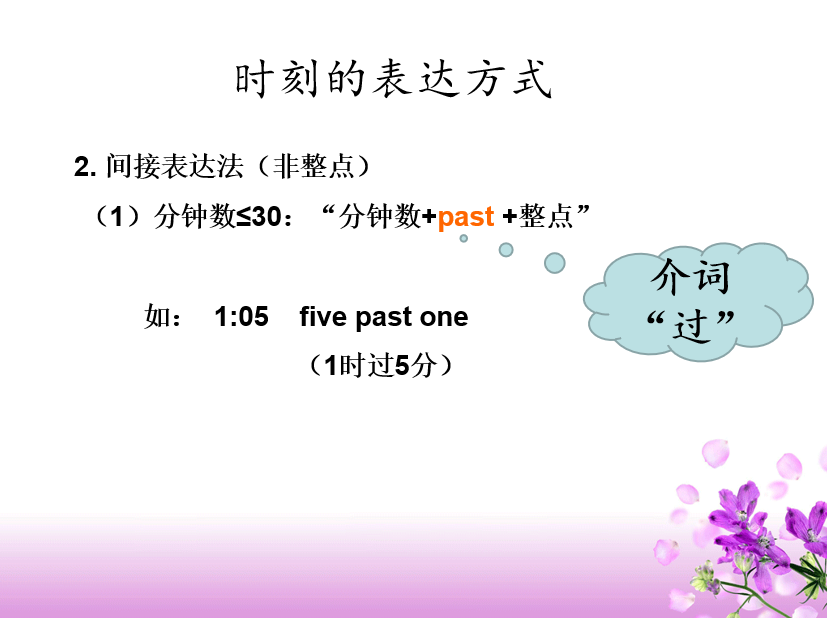 时刻的表达方式
2. 间接表达法（非整点）
（1）分钟数≤30：“分钟数+past +整点”
介词
“过”
如： 1:05 five past one
（1时过5分）